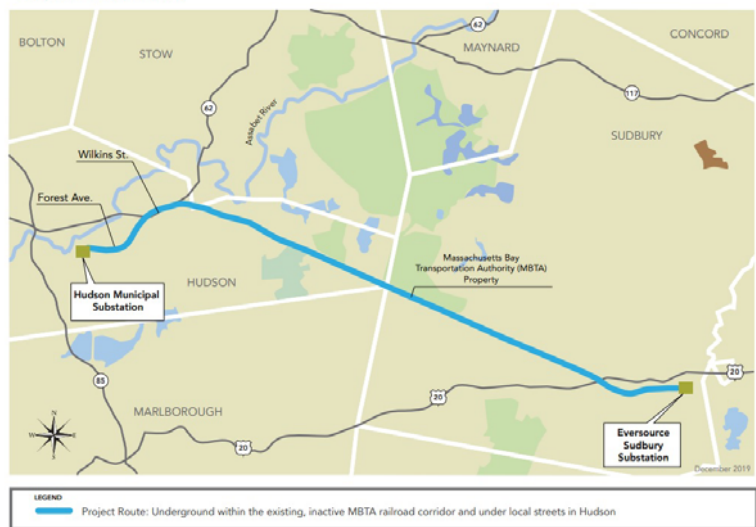 BOLTON
STOW
62
MAYNARD
CONCORD
62
Assabet River
117
SUDBURY
Wilkins St.
Forest Ave.
Massachusetts Bay
Transportation Authority (MBTA)
Property
HUDSON
Hudson Municipal
Substation
85
20
20
MARLBOROUGH
20
Eversource
Sudbury
Substation
N
W
E
S
December 2019
LEGEND
Project Route: Underground within the existing, inactive MBTA railroad corridor and under local streets in Hudson